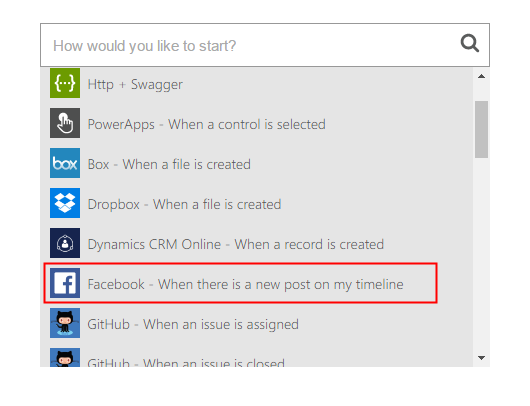 How would you like to start?
Http + Swagger
PowerApps - When a control is selected
box Box - When a file is created
Dropbox - When a file is created
Dynamics CRM Online - When a record is created
Facebook - When there is a new post on my timeline
GitHub - When an issue is assigned
GitHub - When an issue is closed